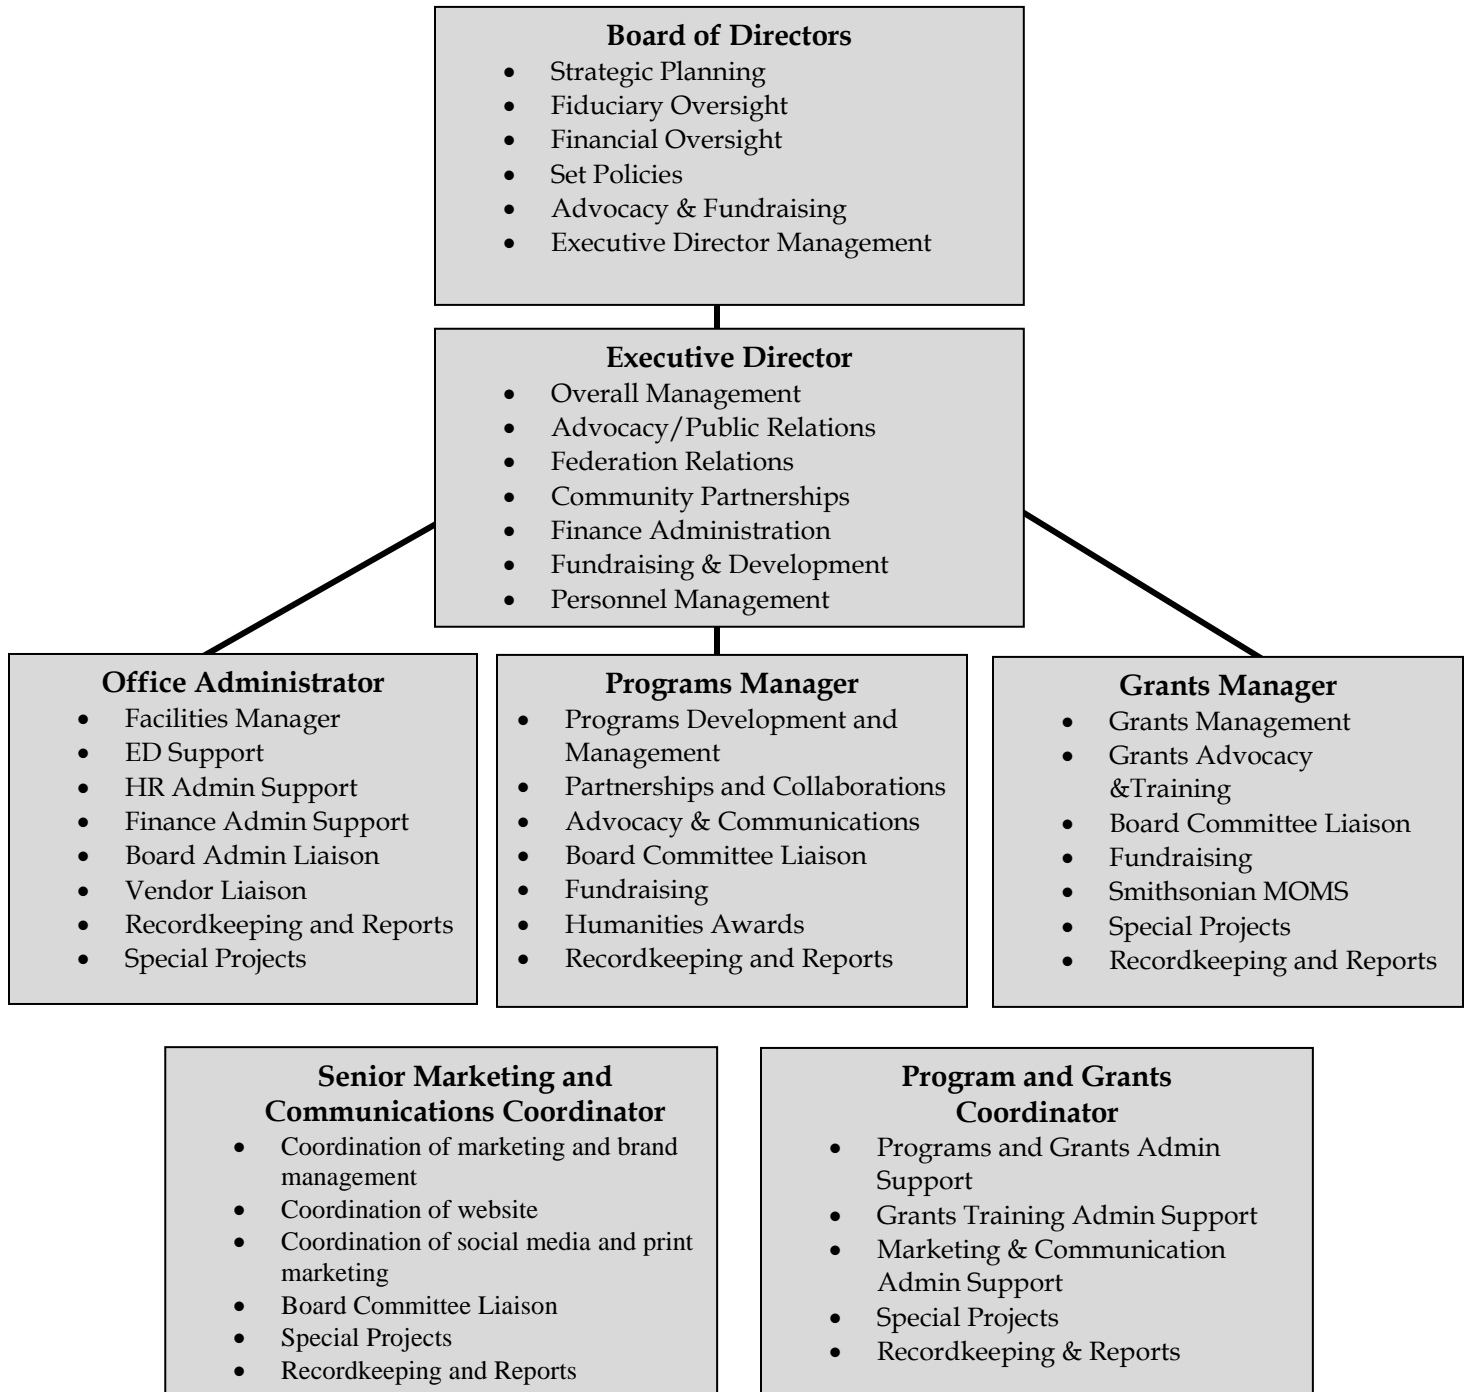 Board of Directors
• Strategic Planning
• Fiduciary Oversight
• Financial Oversight
• Set Policies
• Advocacy & Fundraising
• Executive Director Management
Executive Director
• Overall Management
• Advocacy/Public Relations
• Federation Relations
• Community Partnerships
• Finance Administration
• Fundraising & Development
• Personnel Management
Office Administrator
• Facilities Manager
• ED Support
• HR Admin Support
• Finance Admin Support
• Board Admin Liaison
• Vendor Liaison
• Recordkeeping and Reports
• Special Projects
Programs Manager
• Programs Development and
Management
• Partnerships and Collaborations
• Advocacy & Communications
• Board Committee Liaison
• Fundraising
• Humanities Awards
• Recordkeeping and Reports
Grants Manager
• Grants Management
• Grants Advocacy
&Training
• Board Committee Liaison
• Fundraising
• Smithsonian MOMS
• Special Projects
• Recordkeeping and Reports
Senior Marketing and
Communications Coordinator
• Coordination of marketing and brand
management
• Coordination of website
• Coordination of social media and print
marketing
• Board Committee Liaison
• Special Projects
• Recordkeeping and Reports
Program and Grants
Coordinator
• Programs and Grants Admin
Support
• Grants Training Admin Support
• Marketing & Communication
Admin Support
• Special Projects
• Recordkeeping & Reports